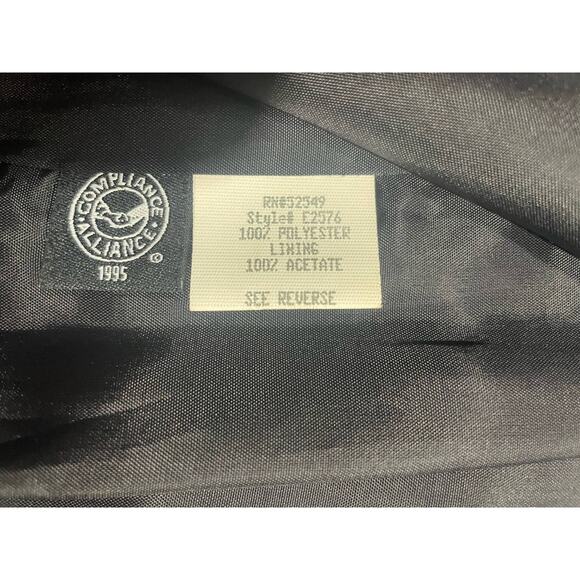 COMPLIANCE
ALLIANCE
©
1995
RN#52549
Style# E2576
100% POLYESTER
LINING
100% ACETATE
SEE REVERSE